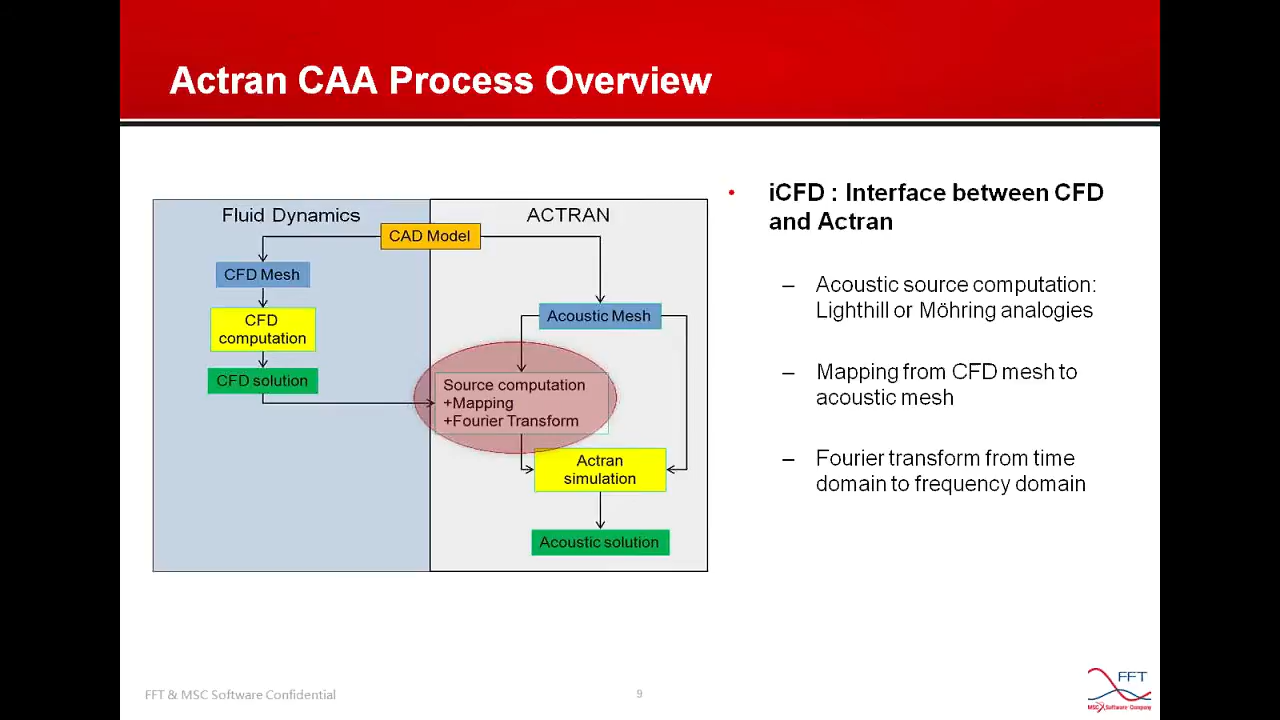 Actran CAA Process Overview
Fluid Dynamics
ACTRAN
CAD Model
CFD Mesh
CFD
computation
CFD solution
Acoustic Mesh
Source computation
+Mapping
+Fourier Transform
Actran
simulation
Acoustic solution
• iCFD : Interface between CFD
and Actran
– Acoustic source computation:
Lighthill or Möhring analogies
– Mapping from CFD mesh to
acoustic mesh
– Fourier transform from time
domain to frequency domain
FFT & MSC Software Confidential
9
FFT
MSC Software Company